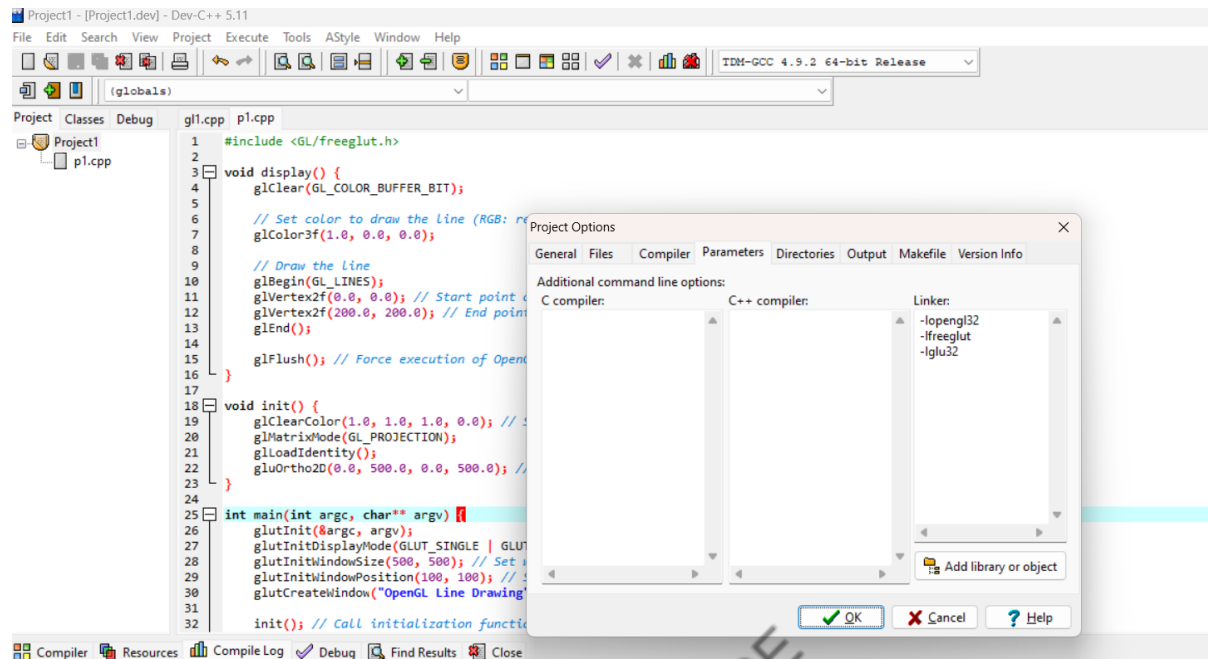 Project1 - [Project1.dev] - Dev-C++ 5.11
File Edit Search View Project Execute Tools AStyle Window Help
TDM-GCC 4.9.2 64-bit Release
(globals)
Project Classes Debug gl1.cpp p1.cpp
Project1
p1.cpp
1 #include <GL/freeglut.h>
2
3 void display() {
4 glClear(GL_COLOR_BUFFER_BIT);
5
6 // Set color to draw the line (RGB: re
7 glColor3f(1.0, 0.0, 0.0);
8
9 // Draw the line
10 glBegin(GL_LINES);
11 glVertex2f(0.0, 0.0); // Start point
12 glVertex2f(200.0, 200.0); // End poin
13 glEnd();
14
15 glFlush(); // Force execution of Open
16 }
17
18 void init() {
19 glClearColor(1.0, 1.0, 1.0, 0.0); //
20 glMatrixMode(GL_PROJECTION);
21 glLoadIdentity();
22 gluOrtho2D(0.0, 500.0, 0.0, 500.0); //
23 }
24
25 int main(int argc, char** argv) {
26 glutInit(&argc, argv);
27 glutInitDisplayMode(GLUT_SINGLE | GLUT
28 glutInitWindowSize(500, 500); // Set
29 glutInitWindowPosition(100, 100); //
30 glutCreateWindow("OpenGL Line Drawing"
31
32 init(); // Call initialization functi
Project Options
General Files Compiler Parameters Directories Output Makefile Version Info
Additional command line options:
C compiler: C++ compiler: Linker:
-lopengl32
-lfreeglut
-lglu32
Add library or object
OK Cancel Help
Compiler Resources Compile Log Debug Find Results Close